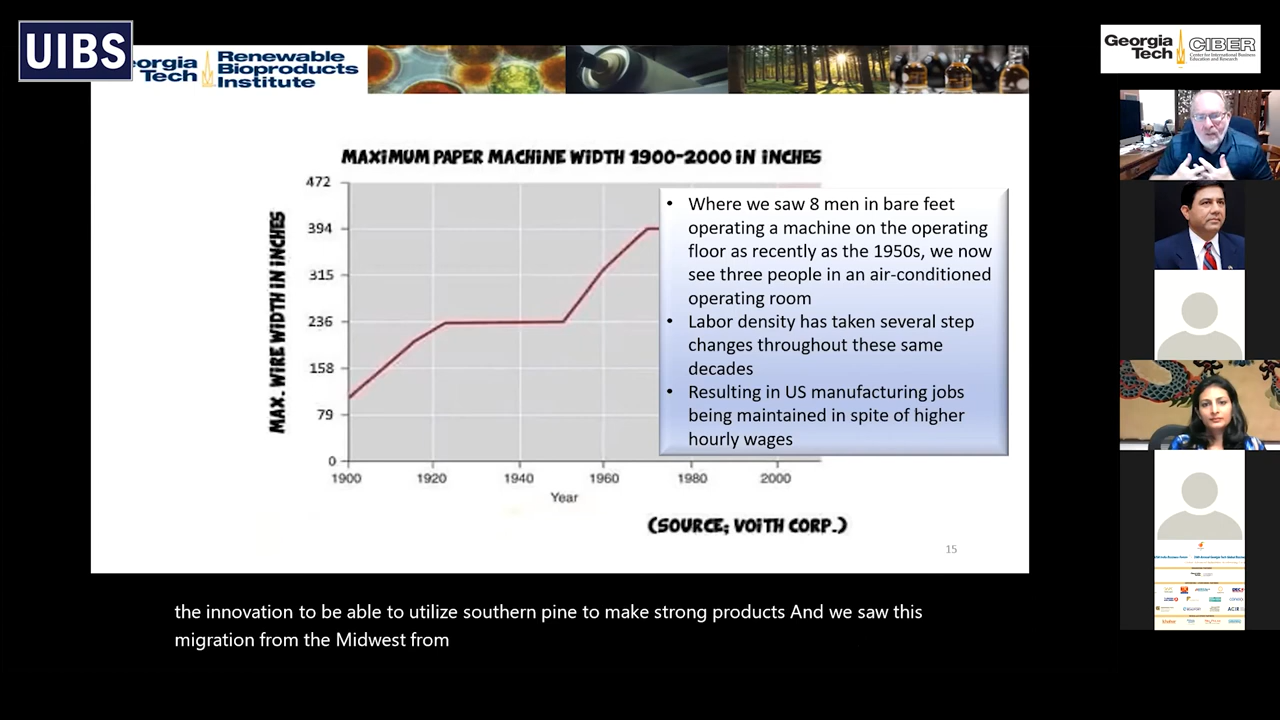 UIBS
orgia
Tech
Renewable
Bioproducts
Institute
Georgia
Tech
CIBER
Center for International Business
Education and Research
MAXIMUM PAPER MACHINE WIDTH 1900-2000 IN INCHES
MAX. WIRE WIDTH IN INCHES
472
394
315
236
158
79
0
1900
1920
1940
1960
1980
2000
Year
• Where we saw 8 men in bare feet
operating a machine on the operating
floor as recently as the 1950s, we now
see three people in an air-conditioned
operating room
• Labor density has taken several step
changes throughout these same
decades
• Resulting in US manufacturing jobs
being maintained in spite of higher
hourly wages
(SOURCE; VOITH CORP.)
15
the innovation to be able to utilize southern pine to make strong products And we saw this
migration from the Midwest from